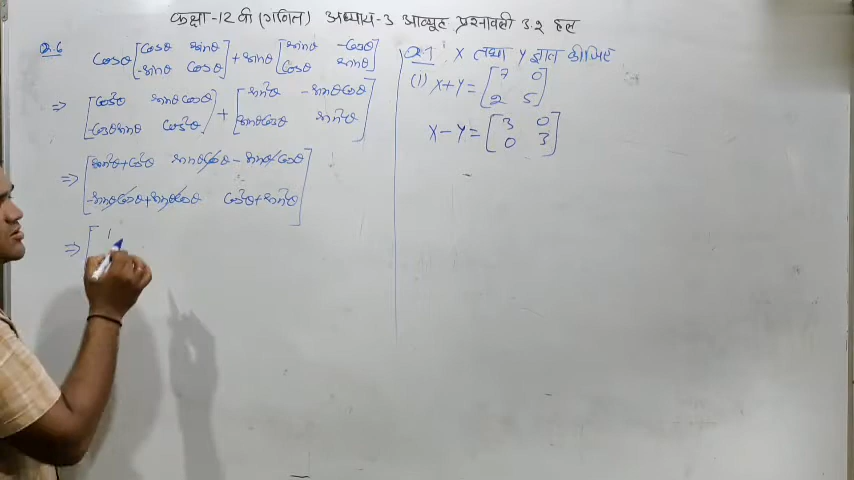 कक्षा-12 वी (गणित) अध्याय-3 आव्यूह प्रश्नावली 3.2 हल
Q.6 cosθ [cosθ sinθ -sinθ cosθ] + sinθ [sinθ -cosθ cosθ sinθ]
⇒ [cos²θ sinθcosθ -cosθsinθ cos²θ] + [sin²θ -sinθcosθ sinθcosθ sin²θ]
⇒ [sin²θ+cos²θ sinθcosθ-sinθcosθ -sinθcosθ+sinθcosθ cos²θ+sin²θ]
⇒ [1
Q.7 X तथा Y ज्ञात कीजिए
(1) X+Y= [7 0 2 5]
X-Y= [3 0 0 3]